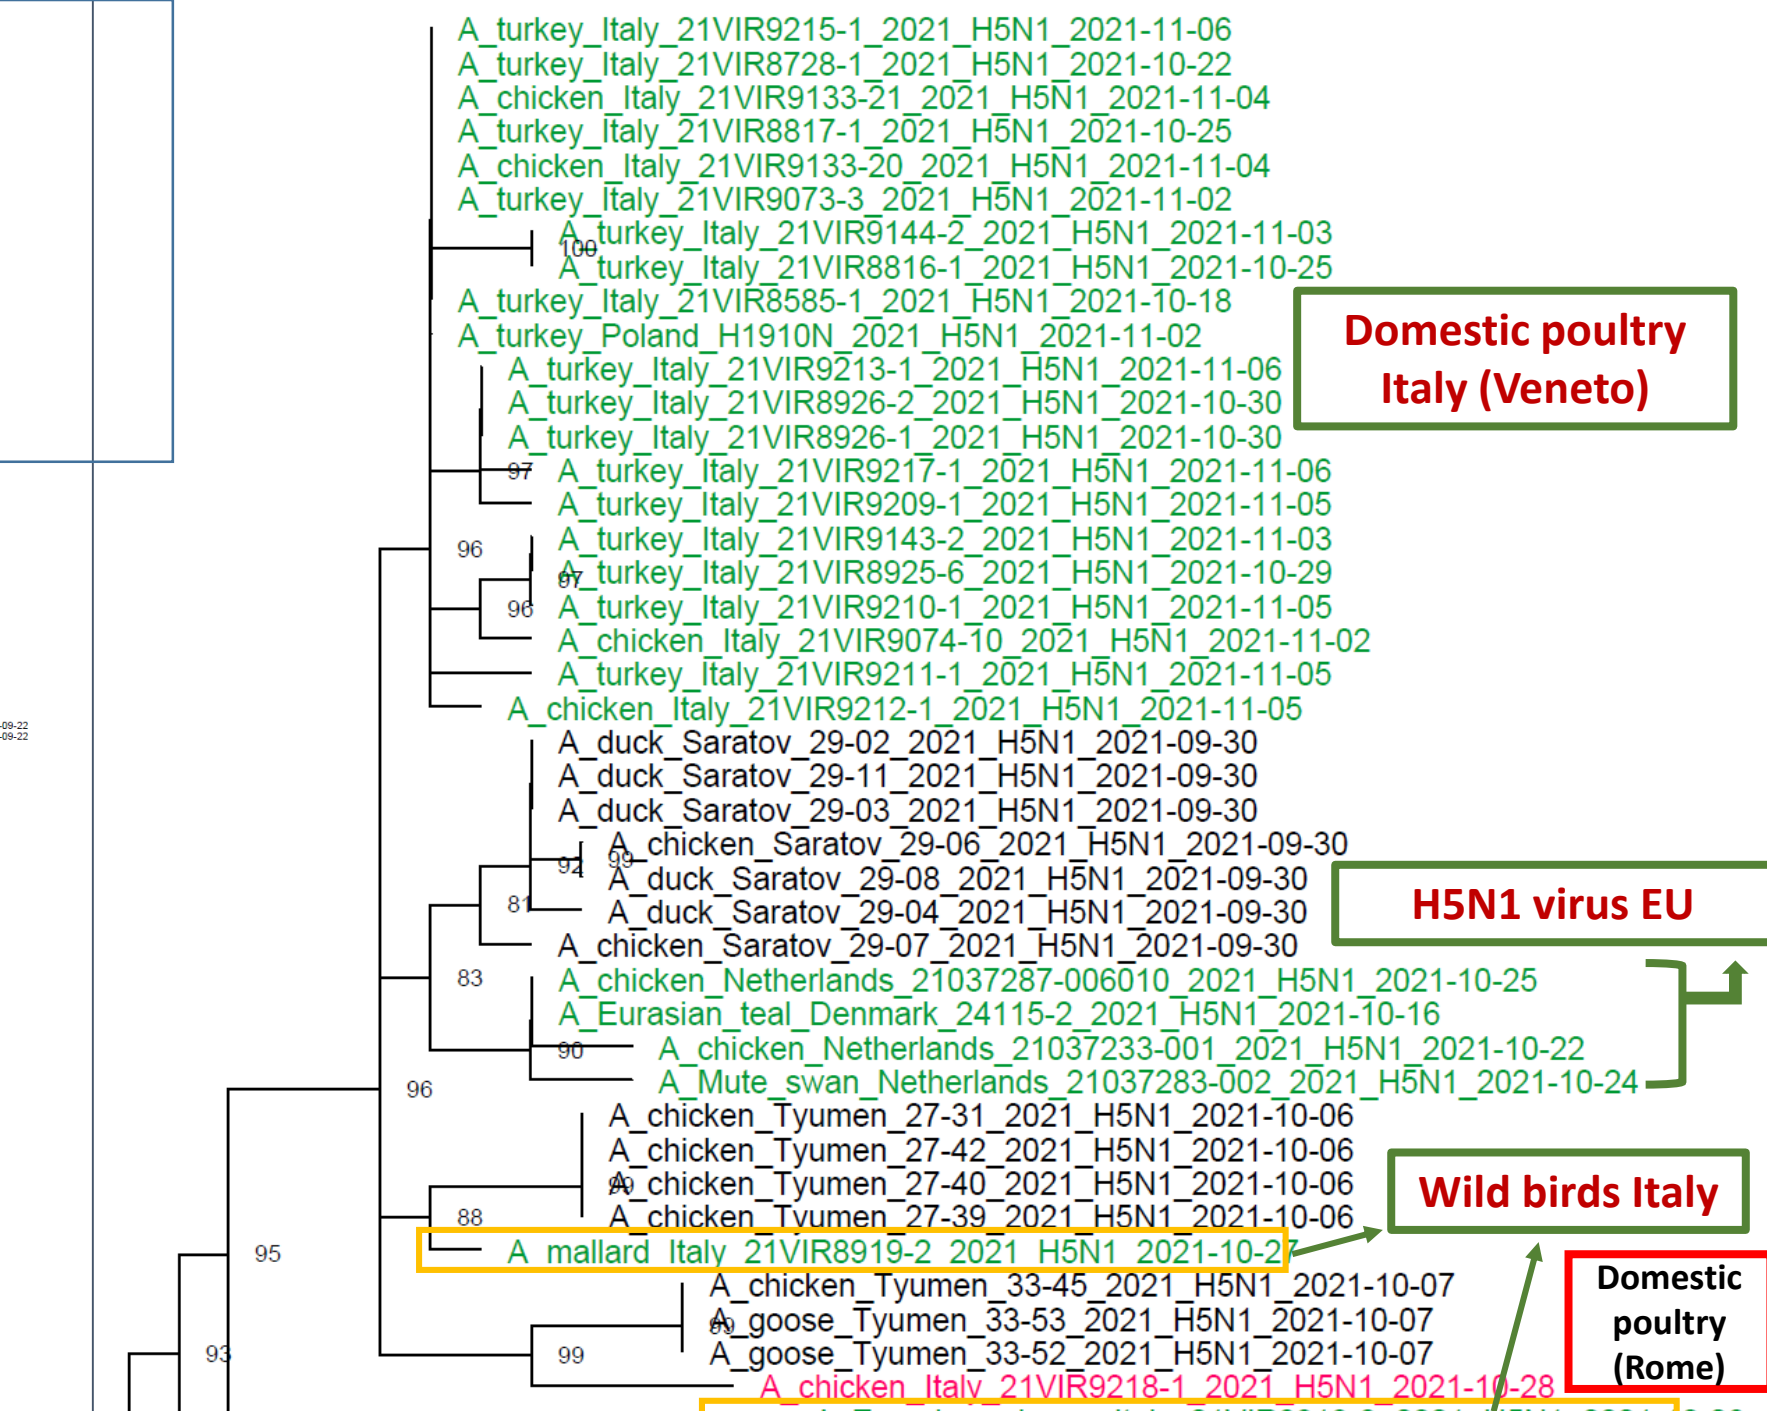 A_turkey_Italy_21VIR9215-1_2021_H5N1_2021-11-06
A_turkey_Italy_21VIR8728-1_2021_H5N1_2021-10-22
A_chicken_Italy_21VIR9133-21_2021_H5N1_2021-11-04
A_turkey_Italy_21VIR8817-1_2021_H5N1_2021-10-25
A_chicken_Italy_21VIR9133-20_2021_H5N1_2021-11-04
A_turkey_Italy_21VIR9073-3_2021_H5N1_2021-11-02
A_turkey_Italy_21VIR9144-2_2021_H5N1_2021-11-03
100
A_turkey_Italy_21VIR8816-1_2021_H5N1_2021-10-25
A_turkey_Italy_21VIR8585-1_2021_H5N1_2021-10-18
A_turkey_Poland_H1910N_2021_H5N1_2021-11-02
Domestic poultry
Italy (Veneto)
A_turkey_Italy_21VIR9213-1_2021_H5N1_2021-11-06
A_turkey_Italy_21VIR8926-2_2021_H5N1_2021-10-30
A_turkey_Italy_21VIR8926-1_2021_H5N1_2021-10-30
97
A_turkey_Italy_21VIR9217-1_2021_H5N1_2021-11-06
A_turkey_Italy_21VIR9209-1_2021_H5N1_2021-11-05
96
A_turkey_Italy_21VIR9143-2_2021_H5N1_2021-11-03
97
A_turkey_Italy_21VIR8925-6_2021_H5N1_2021-10-29
96
A_turkey_Italy_21VIR9210-1_2021_H5N1_2021-11-05
A_chicken_Italy_21VIR9074-10_2021_H5N1_2021-11-02
A_turkey_Italy_21VIR9211-1_2021_H5N1_2021-11-05
A_chicken_Italy_21VIR9212-1_2021_H5N1_2021-11-05
-09-22
-09-22
A_duck_Saratov_29-02_2021_H5N1_2021-09-30
A_duck_Saratov_29-11_2021_H5N1_2021-09-30
A_duck_Saratov_29-03_2021_H5N1_2021-09-30
A_chicken_Saratov_29-06_2021_H5N1_2021-09-30
92
99
A_duck_Saratov_29-08_2021_H5N1_2021-09-30
81
A_duck_Saratov_29-04_2021_H5N1_2021-09-30
H5N1 virus EU
A_chicken_Saratov_29-07_2021_H5N1_2021-09-30
83
A_chicken_Netherlands_21037287-006010_2021_H5N1_2021-10-25
A_Eurasian_teal_Denmark_24115-2_2021_H5N1_2021-10-16
90
A_chicken_Netherlands_21037233-001_2021_H5N1_2021-10-22
A_Mute_swan_Netherlands_21037283-002_2021_H5N1_2021-10-24
96
A_chicken_Tyumen_27-31_2021_H5N1_2021-10-06
A_chicken_Tyumen_27-42_2021_H5N1_2021-10-06
99
A_chicken_Tyumen_27-40_2021_H5N1_2021-10-06
88
A_chicken_Tyumen_27-39_2021_H5N1_2021-10-06
Wild birds Italy
95
A_mallard_Italy_21VIR8919-2_2021_H5N1_2021-10-27
A_chicken_Tyumen_33-45_2021_H5N1_2021-10-07
99
A_goose_Tyumen_33-53_2021_H5N1_2021-10-07
93
99
A_goose_Tyumen_33-52_2021_H5N1_2021-10-07
Domestic
poultry
(Rome)
A_chicken_Italy_21VIR9218-1_2021_H5N1_2021-10-28